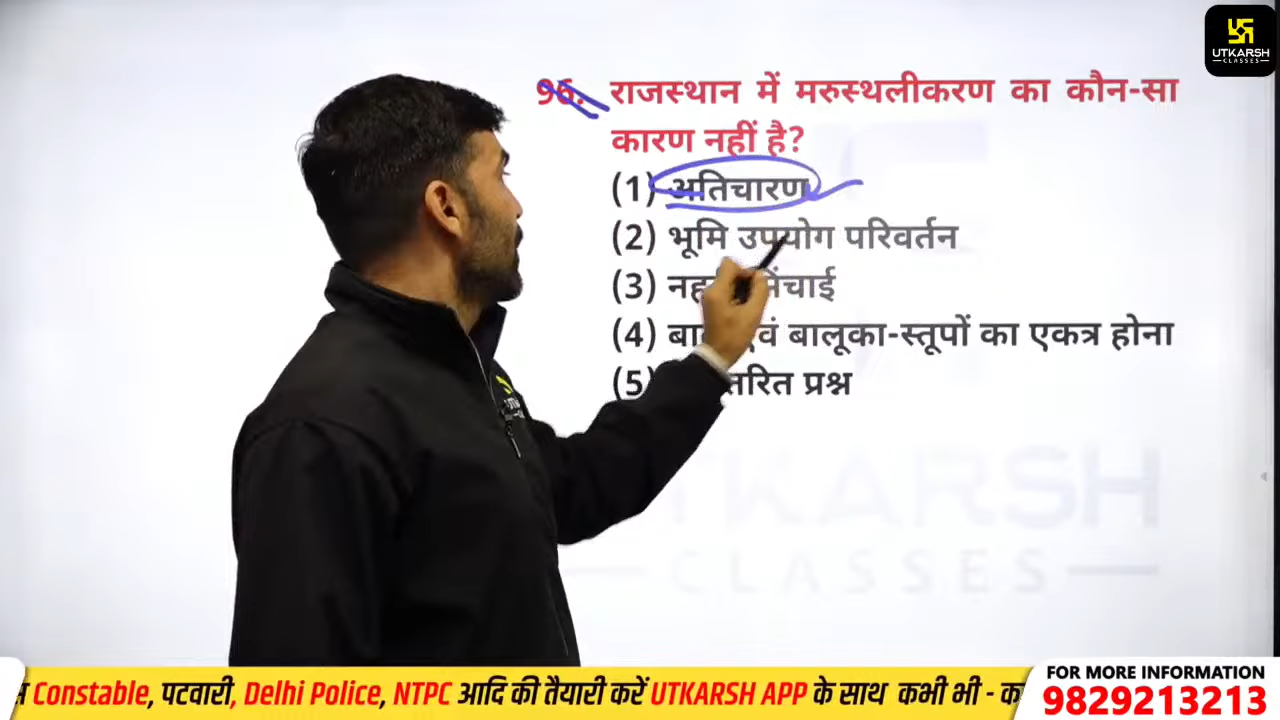 UTKARSH
CLASSES
96. राजस्थान में मरुस्थलीकरण का कौन-सा
कारण नहीं है?
(1) अतिचारण
(2) भूमि उपयोग परिवर्तन
(3) सिंचाई
(4) एवं बालूका-स्तूपों का एकत्र होना
(5) प्रश्न
UTKARSH
CLASSES
Constable, पटवारी, Delhi Police, NTPC आदि की तैयारी करें UTKARSH APP के साथ कभी भी -
FOR MORE INFORMATION
9829213213